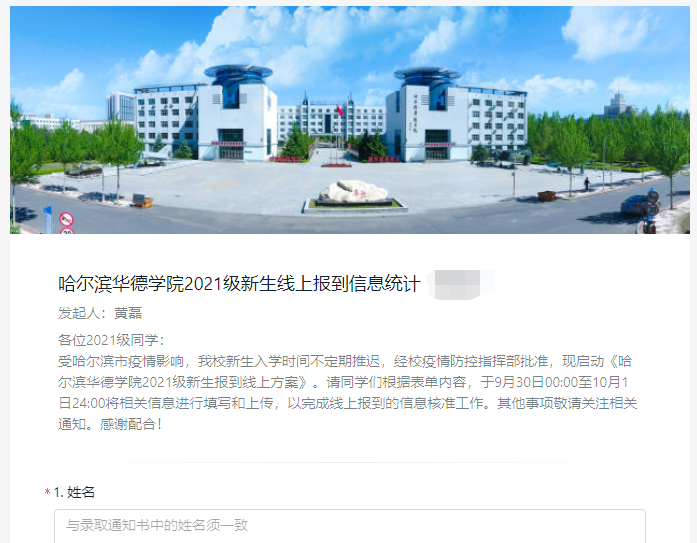 哈尔滨华德学院2021级新生线上报到信息统计
发起人：黄磊
各位2021级同学：
受哈尔滨市疫情影响，我校新生入学时间不定期推迟，经校疫情防控指挥部批准，现启动《哈
尔滨华德学院2021级新生报到线上方案》。请同学们根据表单内容，于9月30日00:00至10月1
日24:00将相关信息进行填写和上传，以完成线上报到的信息核准工作。其他事项敬请关注相关
通知。感谢配合！
* 1. 姓名
与录取通知书中的姓名须一致